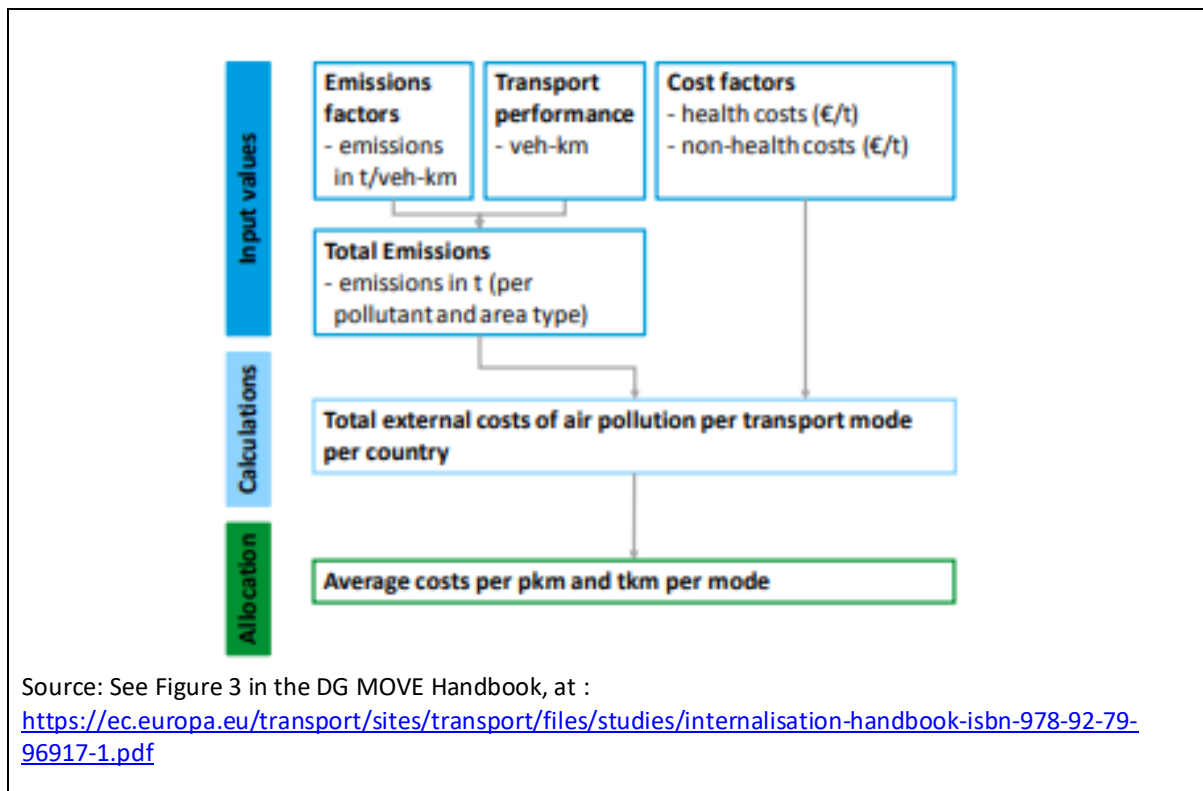 Input values
Emissions
factors
- emissions
in t/veh-km
Transport
performance
- veh-km
Cost factors
- health costs (€/t)
- non-health costs (€/t)
Total Emissions
- emissions in t (per
pollutant and area type)
Calculations
Total external costs of air pollution per transport mode
per country
Allocation
Average costs per pkm and tkm per mode
Source: See Figure 3 in the DG MOVE Handbook, at :
https://ec.europa.eu/transport/sites/transport/files/studies/internalisation-handbook-isbn-978-92-79-
96917-1.pdf